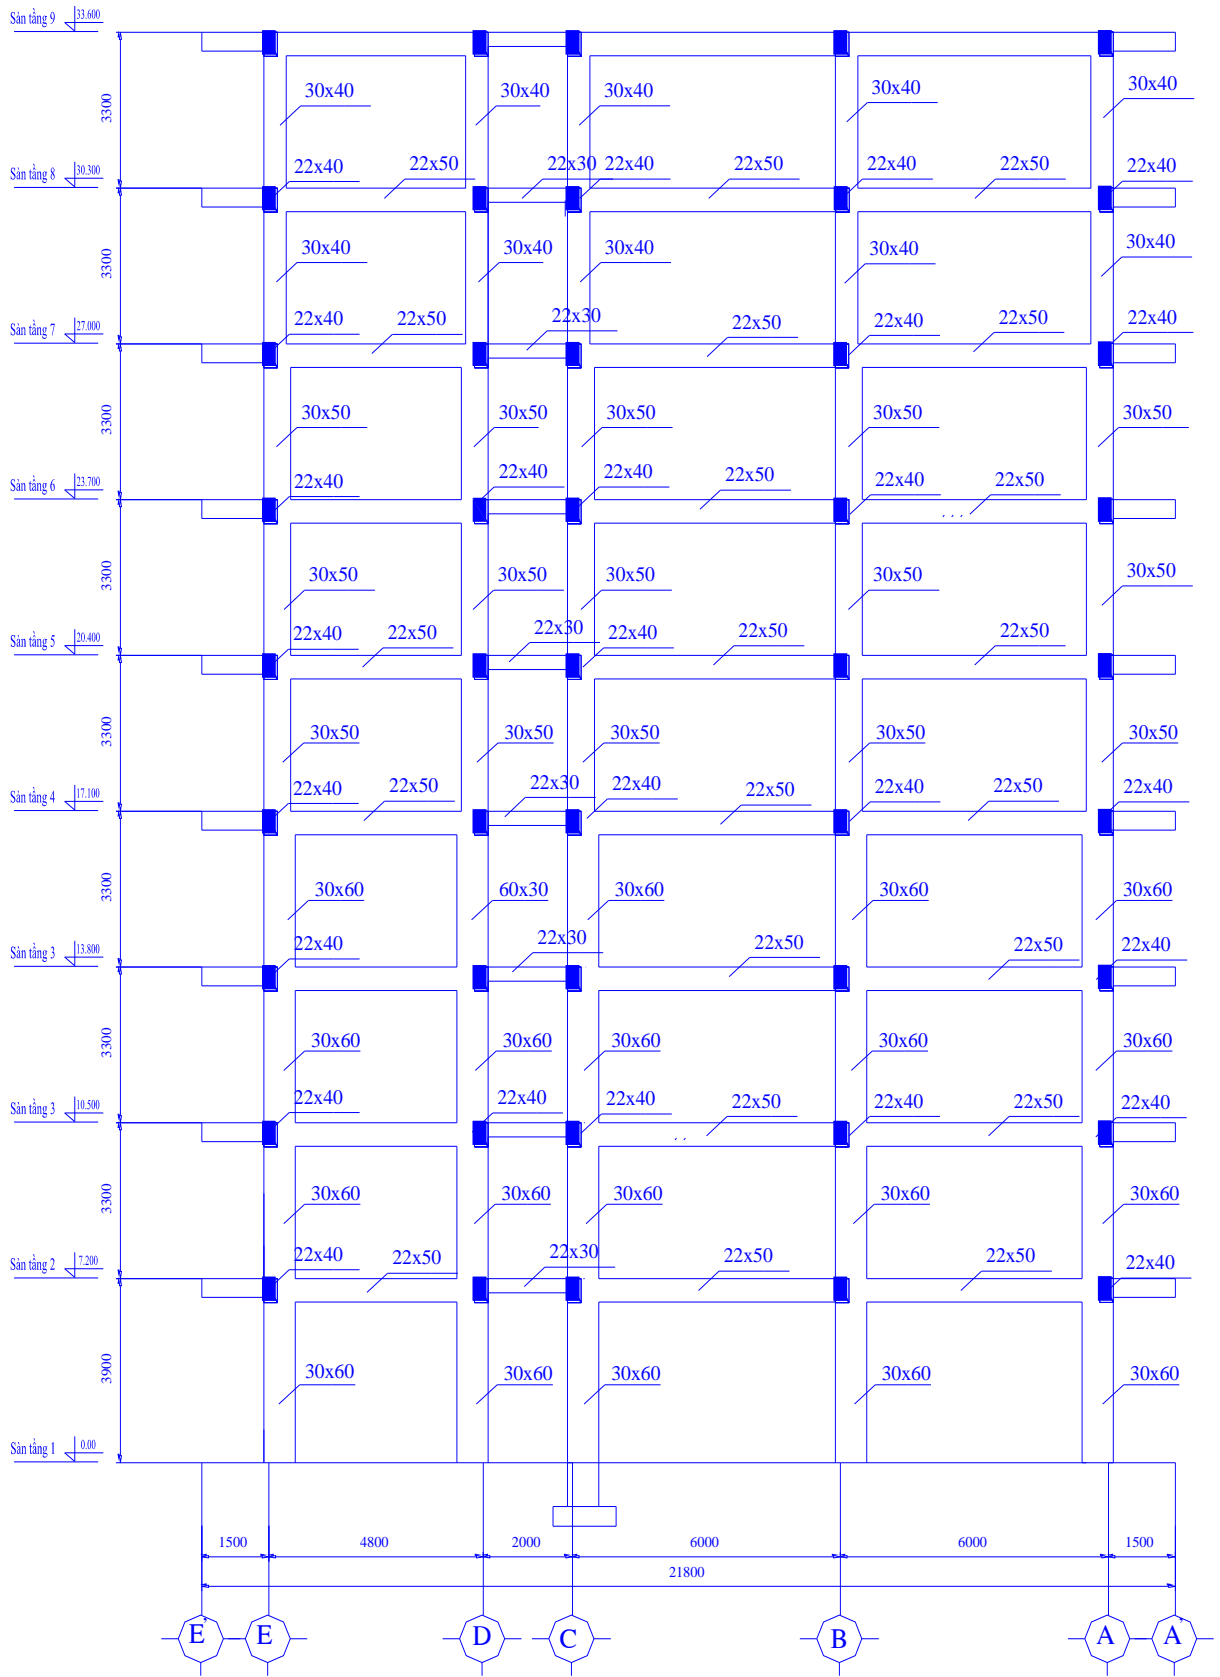 Sàn tầng 9 33.600
3300 30x40 30x40 30x40 30x40 30x40
Sàn tầng 8 30.300 22x40 22x50 22x30 22x40 22x50 22x40 22x50 22x40
3300 30x40 30x40 30x40 30x40 30x40
Sàn tầng 7 27.000 22x40 22x50 22x30 22x50 22x40 22x50 22x40
3300 30x50 30x50 30x50 30x50 30x50
Sàn tầng 6 23.700 22x40 22x40 22x40 22x50 22x40 22x50
3300 30x50 30x50 30x50 30x50 30x50
Sàn tầng 5 20.400 22x40 22x50 22x30 22x40 22x50 22x50
3300 30x50 30x50 30x50 30x50 30x50
Sàn tầng 4 17.100 22x40 22x50 22x30 22x40 22x50 22x40 22x50 22x40
3300 30x60 60x30 30x60 30x60 30x60
Sàn tầng 3 13.800 22x40 22x30 22x50 22x50 22x40
3300 30x60 30x60 30x60 30x60 30x60
Sàn tầng 3 10.500 22x40 22x40 22x40 22x50 22x40 22x50 22x40
3300 30x60 30x60 30x60 30x60 30x60
Sàn tầng 2 7.200 22x40 22x50 22x30 22x50 22x50 22x40
3900 30x60 30x60 30x60 30x60 30x60
Sàn tầng 1 0.00
1500 4800 2000 6000 6000 1500
21800
E' E D C B A A'